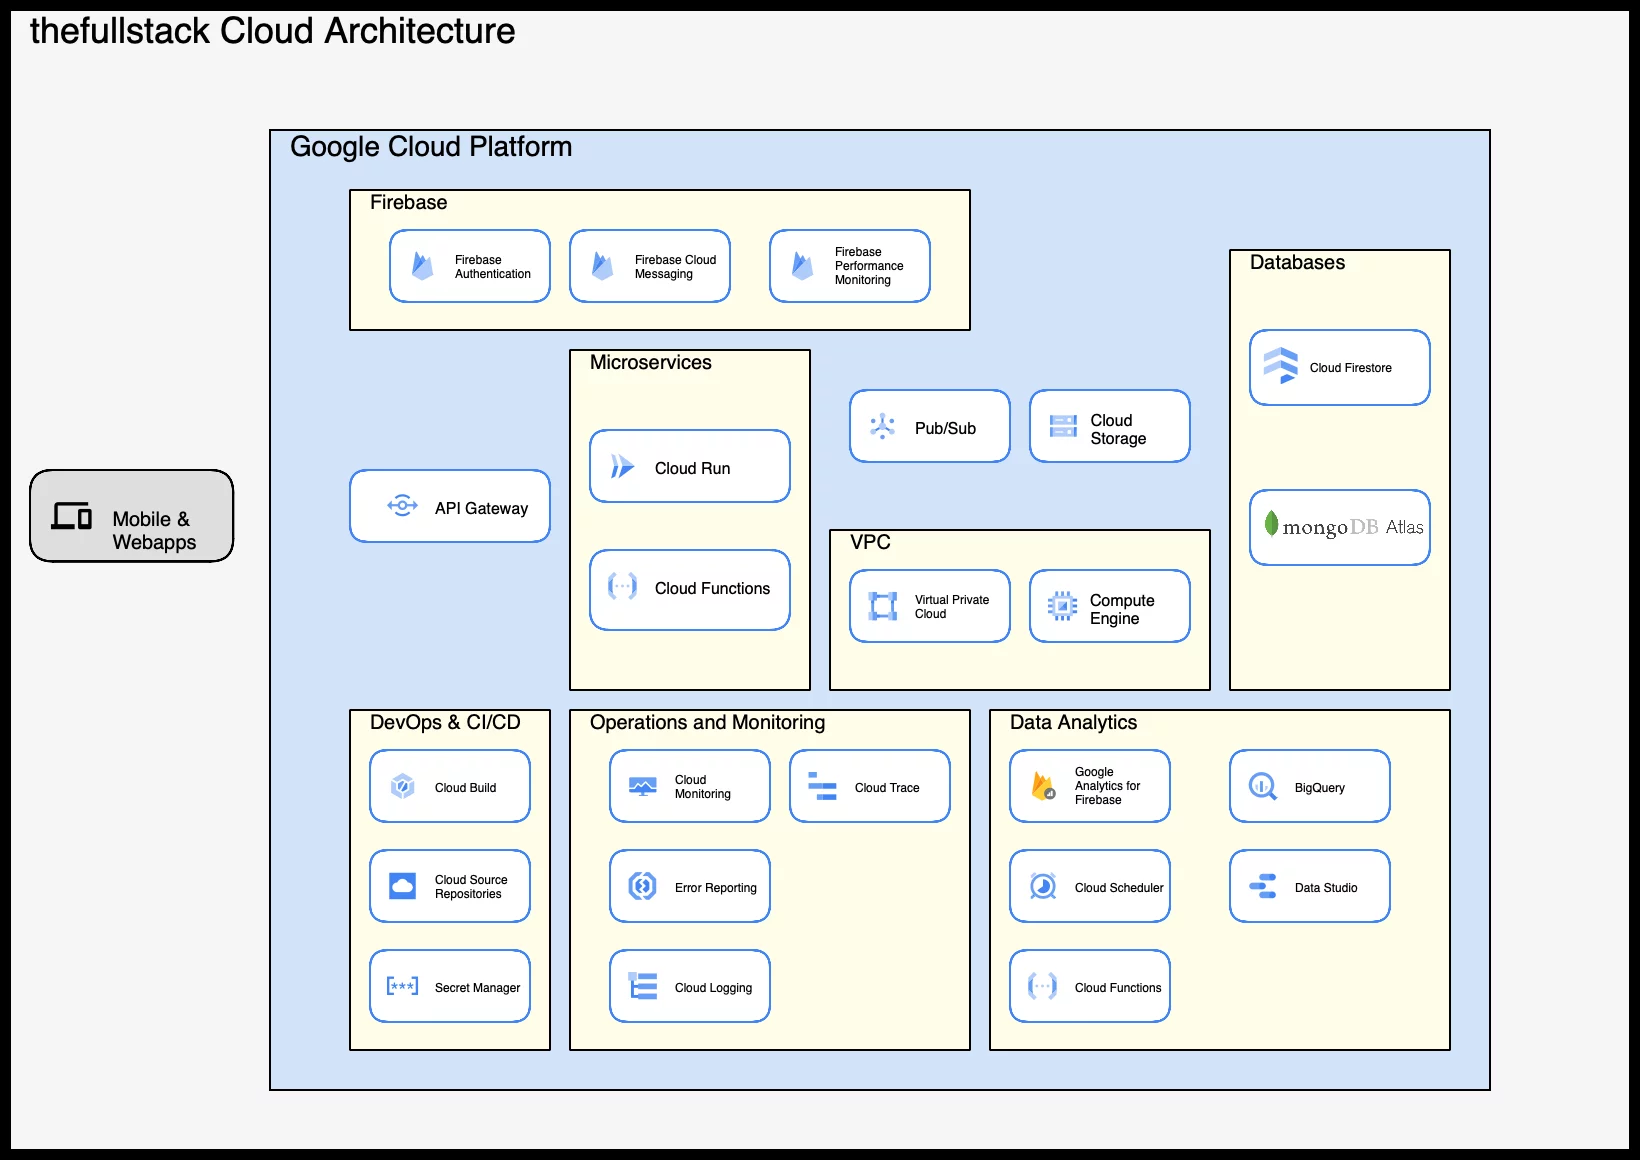 thefullstack Cloud Architecture
Google Cloud Platform
Firebase
Firebase
Authentication
Firebase Cloud
Messaging
Firebase
Performance
Monitoring
Databases
Cloud Firestore
mongoDB Atlas
Microservices
Cloud Run
Cloud Functions
Pub/Sub
Cloud
Storage
API Gateway
Mobile &
Webapps
VPC
Virtual Private
Cloud
Compute
Engine
DevOps & CI/CD
Cloud Build
Cloud Source
Repositories
[***]
Secret Manager
Operations and Monitoring
Cloud
Monitoring
Cloud Trace
Error Reporting
Cloud Logging
Data Analytics
Google
Analytics for
Firebase
BigQuery
Cloud Scheduler
Data Studio
Cloud Functions